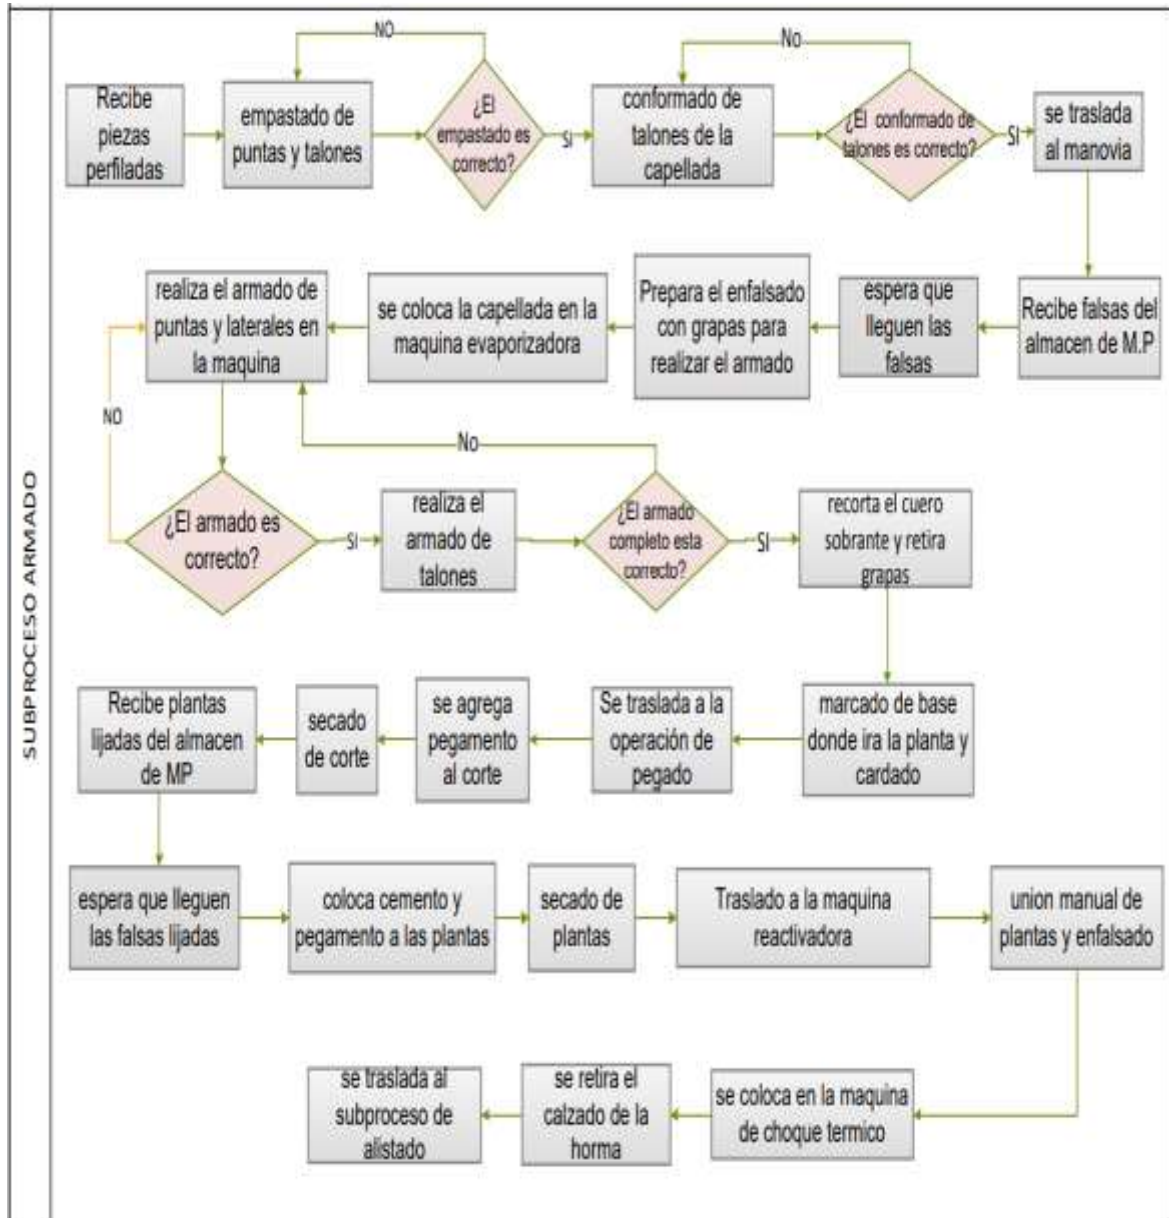 SUBPROCESO ARMADO
NO
No
Recibe
piezas
perfiladas
empastado de
puntas y talones
¿El
empastado es
correcto?
SI
conformado de
talones de la
capellada
¿El conformado de
talones es correcto?
SI
se traslada
al manovia
realiza el armado de
puntas y laterales en
la maquina
se coloca la capellada en la
maquina evaporizadora
Prepara el enfalsado
con grapas para
realizar el armado
espera que
lleguen las
falsas
Recibe falsas del
almacen de M.P
NO
No
¿El armado es
correcto?
SI
realiza el
armado de
talones
¿El armado
completo esta
correcto?
SI
recorta el cuero
sobrante y retira
grapas
Recibe plantas
lijadas del almacen
de MP
secado
de corte
se agrega
pegamento
al corte
Se traslada a la
operación de
pegado
marcado de base
donde ira la planta y
cardado
espera que lleguen
las falsas lijadas
coloca cemento y
pegamento a las plantas
secado de
plantas
Traslado a la maquina
reactivadora
union manual de
plantas y enfalsado
se traslada al
subproceso de
alistado
se retira el
calzado de la
horma
se coloca en la maquina
de choque termico